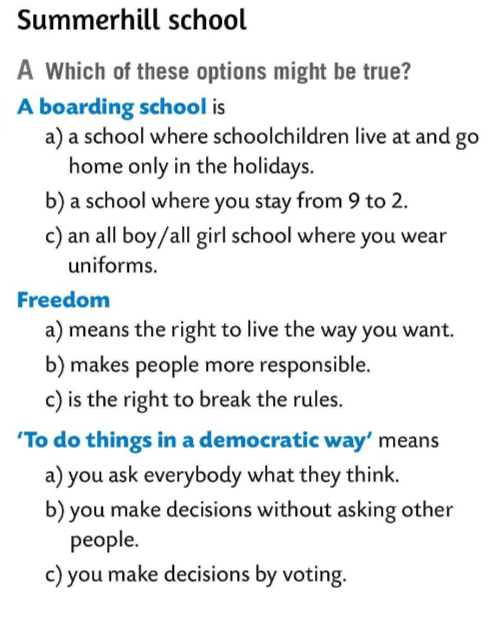 Summerhill school
A Which of these options might be true?
A boarding school is
a) a school where schoolchildren live at and go
home only in the holidays.
b) a school where you stay from 9 to 2.
c) an all boy/all girl school where you wear
uniforms.
Freedom
a) means the right to live the way you want.
b) makes people more responsible.
c) is the right to break the rules.
‘To do things in a democratic way’ means
a) you ask everybody what they think.
b) you make decisions without asking other
people.
c) you make decisions by voting.